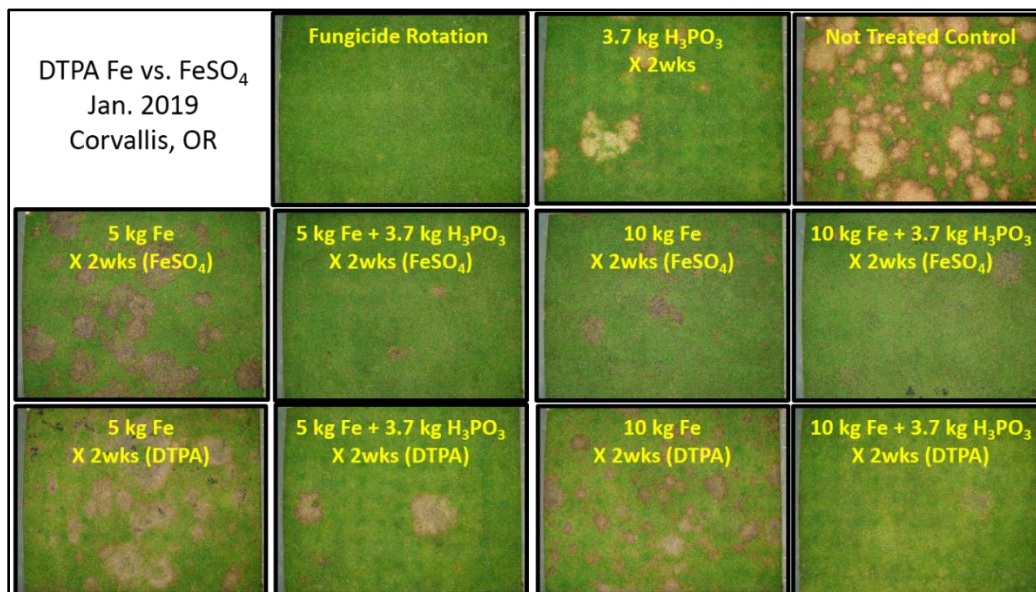 DTPA Fe vs. FeSO₄
Jan. 2019
Corvallis, OR
Fungicide Rotation
3.7 kg H₃PO₃
X 2wks
Not Treated Control
5 kg Fe
X 2wks (FeSO₄)
5 kg Fe + 3.7 kg H₃PO₃
X 2wks (FeSO₄)
10 kg Fe
X 2wks (FeSO₄)
10 kg Fe + 3.7 kg H₃PO₃
X 2wks (FeSO₄)
5 kg Fe
X 2wks (DTPA)
5 kg Fe + 3.7 kg H₃PO₃
X 2wks (DTPA)
10 kg Fe
X 2wks (DTPA)
10 kg Fe + 3.7 kg H₃PO₃
X 2wks (DTPA)